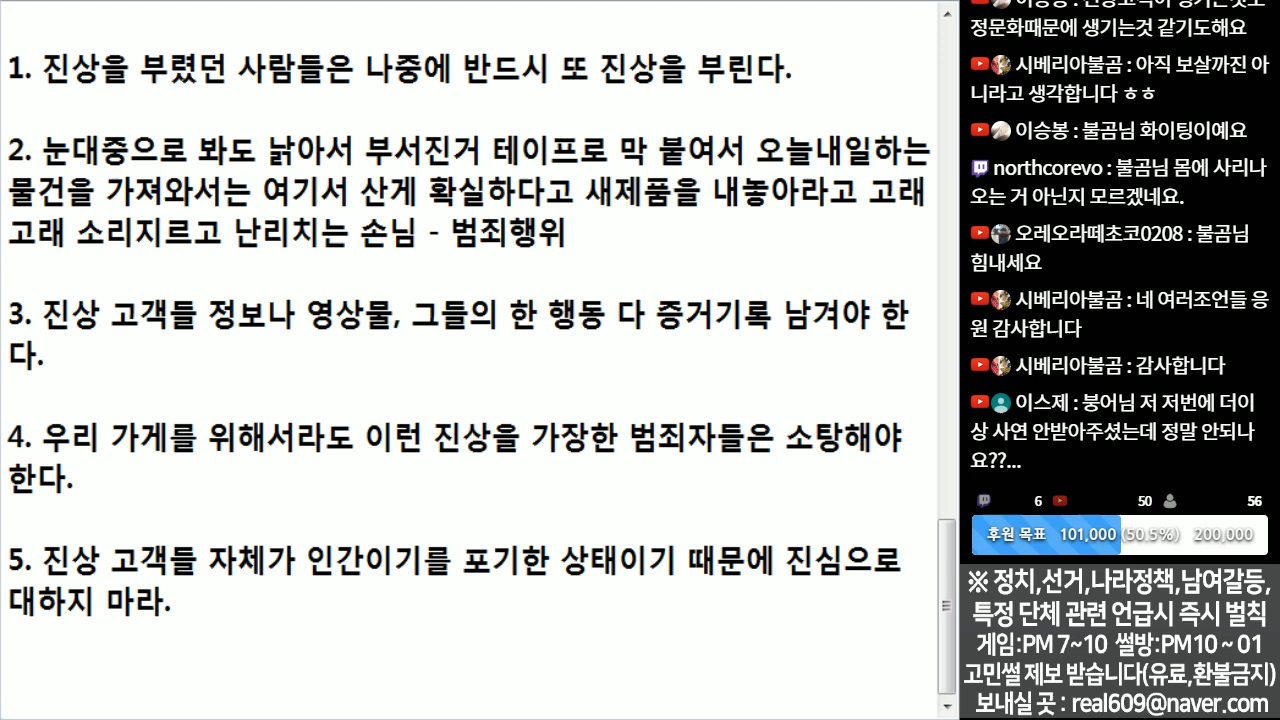 1. 진상을 부렸던 사람들은 나중에 반드시 또 진상을 부린다.
2. 눈대중으로 봐도 낡아서 부서진거 테이프로 막 붙여서 오늘내일하는
물건을 가져와서는 여기서 산게 확실하다고 새제품을 내놓아라고 고래
고래 소리지르고 난리치는 손님 - 범죄행위
3. 진상 고객들 정보나 영상물, 그들의 한 행동 다 증거기록 남겨야 한
다.
4. 우리 가게를 위해서라도 이런 진상을 가장한 범죄자들은 소탕해야
한다.
5. 진상 고객들 자체가 인간이기를 포기한 상태이기 때문에 진심으로
대하지 마라.
정문화때문에 생기는것 같기도해요
시베리아불곰 : 아직 보살까진 아
니라고 생각합니다 ㅎㅎ
이승봉 : 불곰님 화이팅이예요
northcorevo : 불곰님 몸에 사리나
오는 거 아닌지 모르겠네요.
오레오라떼초코0208 : 불곰님
힘내세요
시베리아불곰 : 네 여러조언들 응
원 감사합니다
시베리아불곰 : 감사합니다
이스제 : 붕어님 저 저번에 더이
상 사연 안받아주셨는데 정말 안되나
요??...
6 50 56
후원 목표 101,000 (50.5%) 200,000
※ 정치,선거,나라정책,남여갈등,
특정 단체 관련 언급시 즉시 벌칙
게임:PM 7~10 썰방:PM10 ~ 01
고민썰 제보 받습니다(유료,환불금지)
보내실 곳 : real609@naver.com